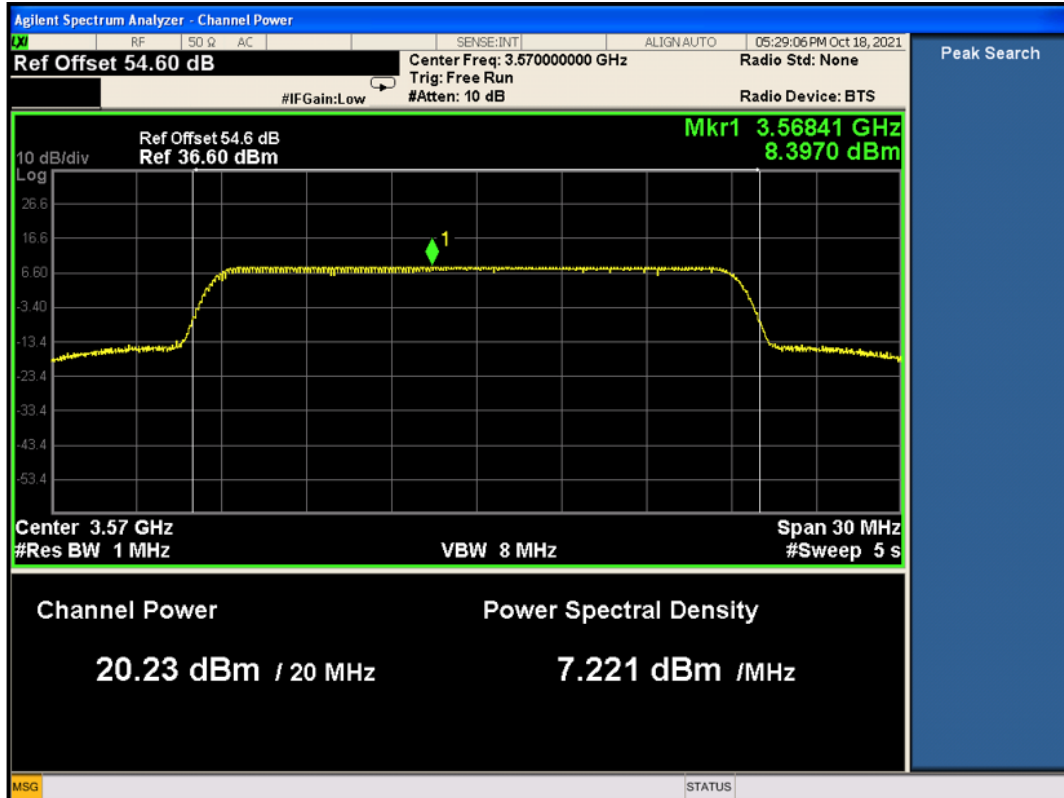 Agilent Spectrum Analyzer - Channel Power
LXI RF 50 Ω AC SENSE:INT ALIGNAUTO 05:29:06 PM Oct 18, 2021
Ref Offset 54.60 dB
Center Freq: 3.570000000 GHz
Radio Std: None
Trig: Free Run
#IFGain:Low
#Atten: 10 dB
Radio Device: BTS
Peak Search
Mkr1 3.56841 GHz
8.3970 dBm
Ref Offset 54.6 dB
10 dB/div
Ref 36.60 dBm
Log
26.6
16.6
1
6.60
-3.40
-13.4
-23.4
-33.4
-43.4
-53.4
Center 3.57 GHz
Span 30 MHz
#Res BW 1 MHz
VBW 8 MHz
#Sweep 5 s
Channel Power
Power Spectral Density
20.23 dBm / 20 MHz
7.221 dBm /MHz
MSG
STATUS